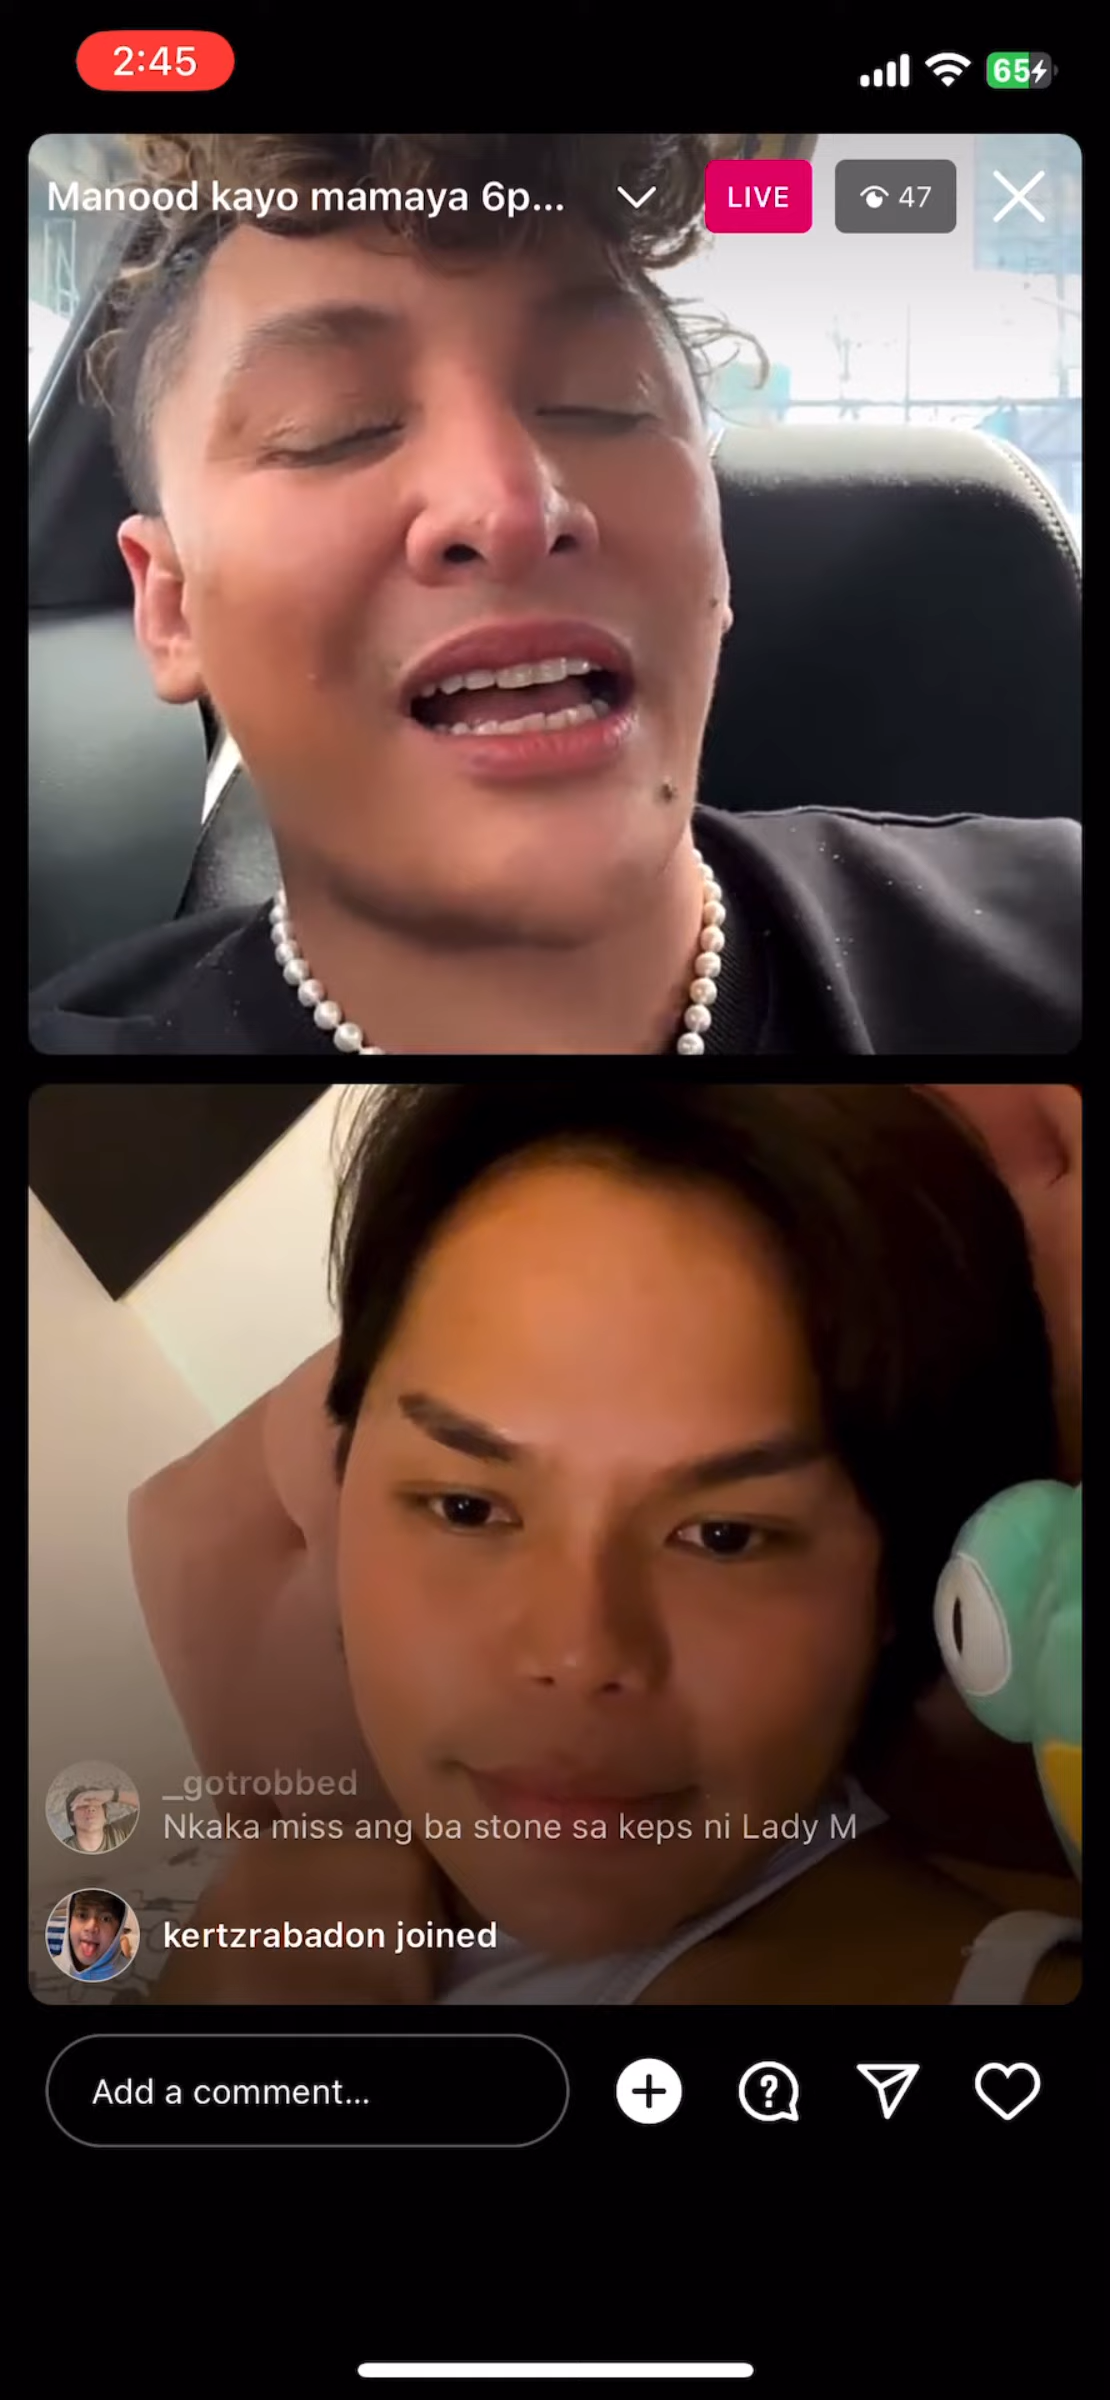 2:45
65
Manood kayo mamaya 6p...
LIVE
47
_gotrobbed
Nkaka miss ang ba stone sa keps ni Lady M
kertzrabadon joined
Add a comment...